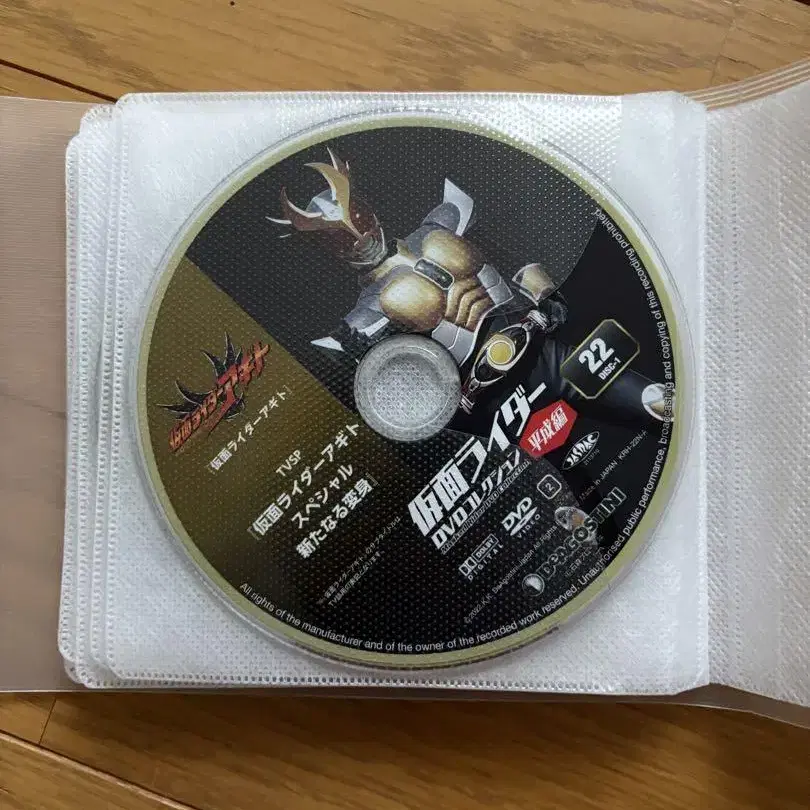 仮面ライダーアギト
『仮面ライダーアギト』
TVSP
『仮面ライダーアギト
スペシャル
新たなる変身』
仮面ライダー
DVDコレクション
平成編
22
DISC-1
2
DVD
VIDEO
DOLBY
DIGITAL
DeAGOSTINI
Made in JAPAN
All rights of the manufacturer and of the owner of the recorded work reserved. Unauthorised public performance, broadcasting and copying of this recording prohibited.